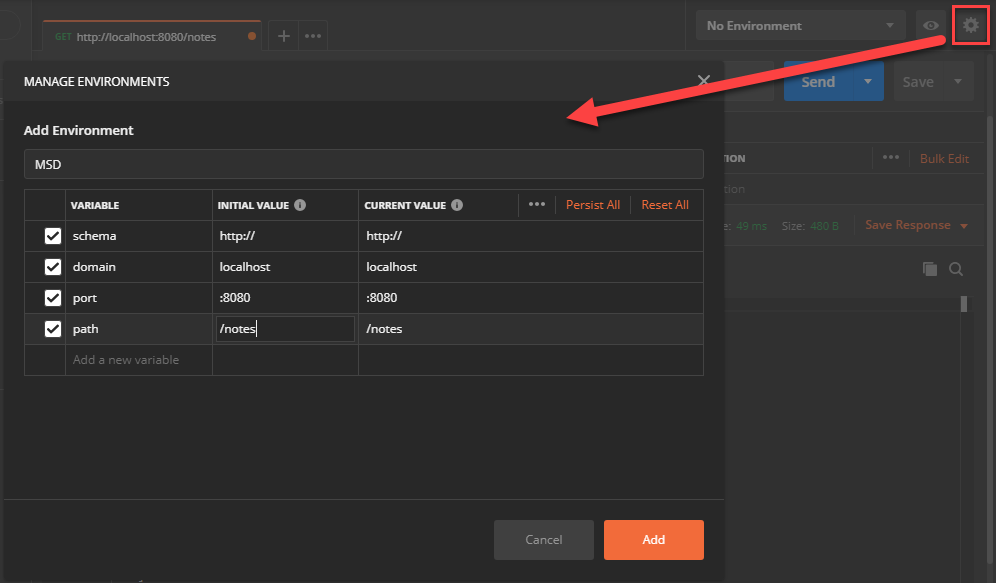 GET http://localhost:8080/notes
No Environment
MANAGE ENVIRONMENTS
Send
Save
Add Environment
MSD
TION
Bulk Edit
tion
VARIABLE INITIAL VALUE CURRENT VALUE Persist All Reset All
e: 49 ms Size: 480 B Save Response
schema http:// http://
domain localhost localhost
port :8080 :8080
path /notes /notes
Add a new variable
Cancel Add